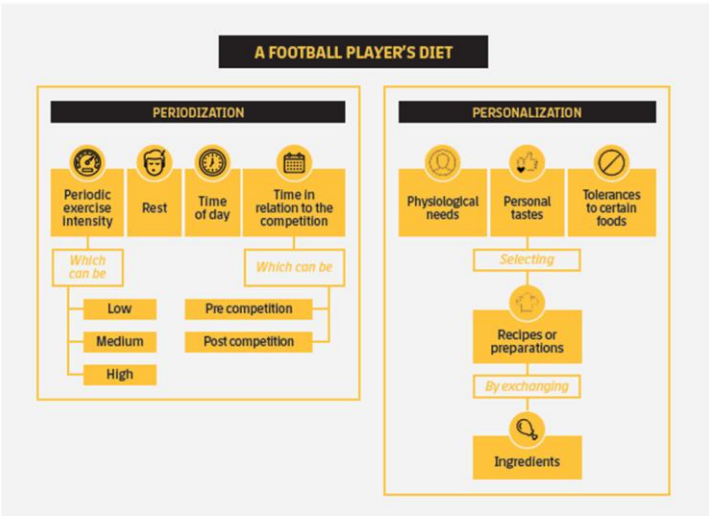 A FOOTBALL PLAYER'S DIET
PERIODIZATION
Periodic
exercise
intensity
Rest
Time
of day
Time in
relation to the
competition
Which
can be
Which can be
Low
Medium
High
Pre competition
Post competition
PERSONALIZATION
Physiological
needs
Personal
tastes
Tolerances
to certain
foods
Selecting
Recipes or
preparations
By exchanging
Ingredients